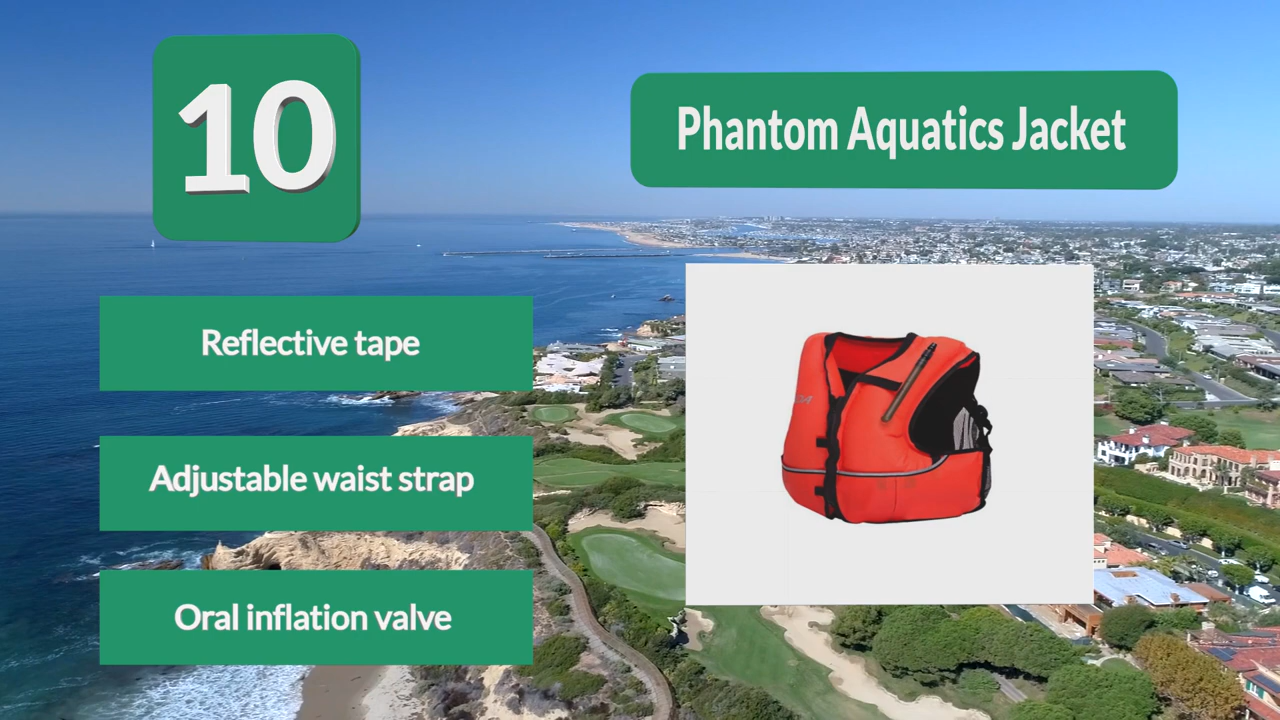 10
Phantom Aquatics Jacket
Reflective tape
Adjustable waist strap
Oral inflation valve